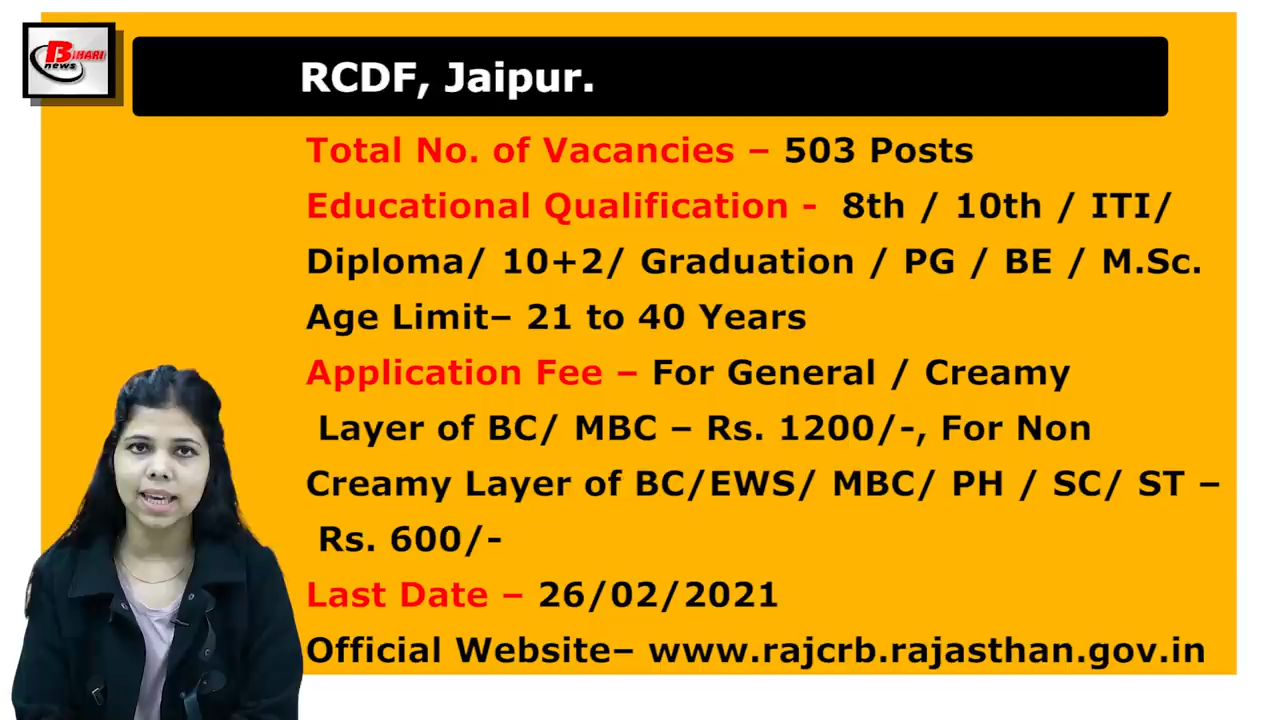 BIHARI
news
RCDF, Jaipur.
Total No. of Vacancies – 503 Posts
Educational Qualification - 8th / 10th / ITI/
Diploma/ 10+2/ Graduation / PG / BE / M.Sc.
Age Limit– 21 to 40 Years
Application Fee – For General / Creamy
Layer of BC/ MBC – Rs. 1200/-, For Non
Creamy Layer of BC/EWS/ MBC/ PH / SC/ ST –
Rs. 600/-
Last Date – 26/02/2021
Official Website– www.rajcrb.rajasthan.gov.in